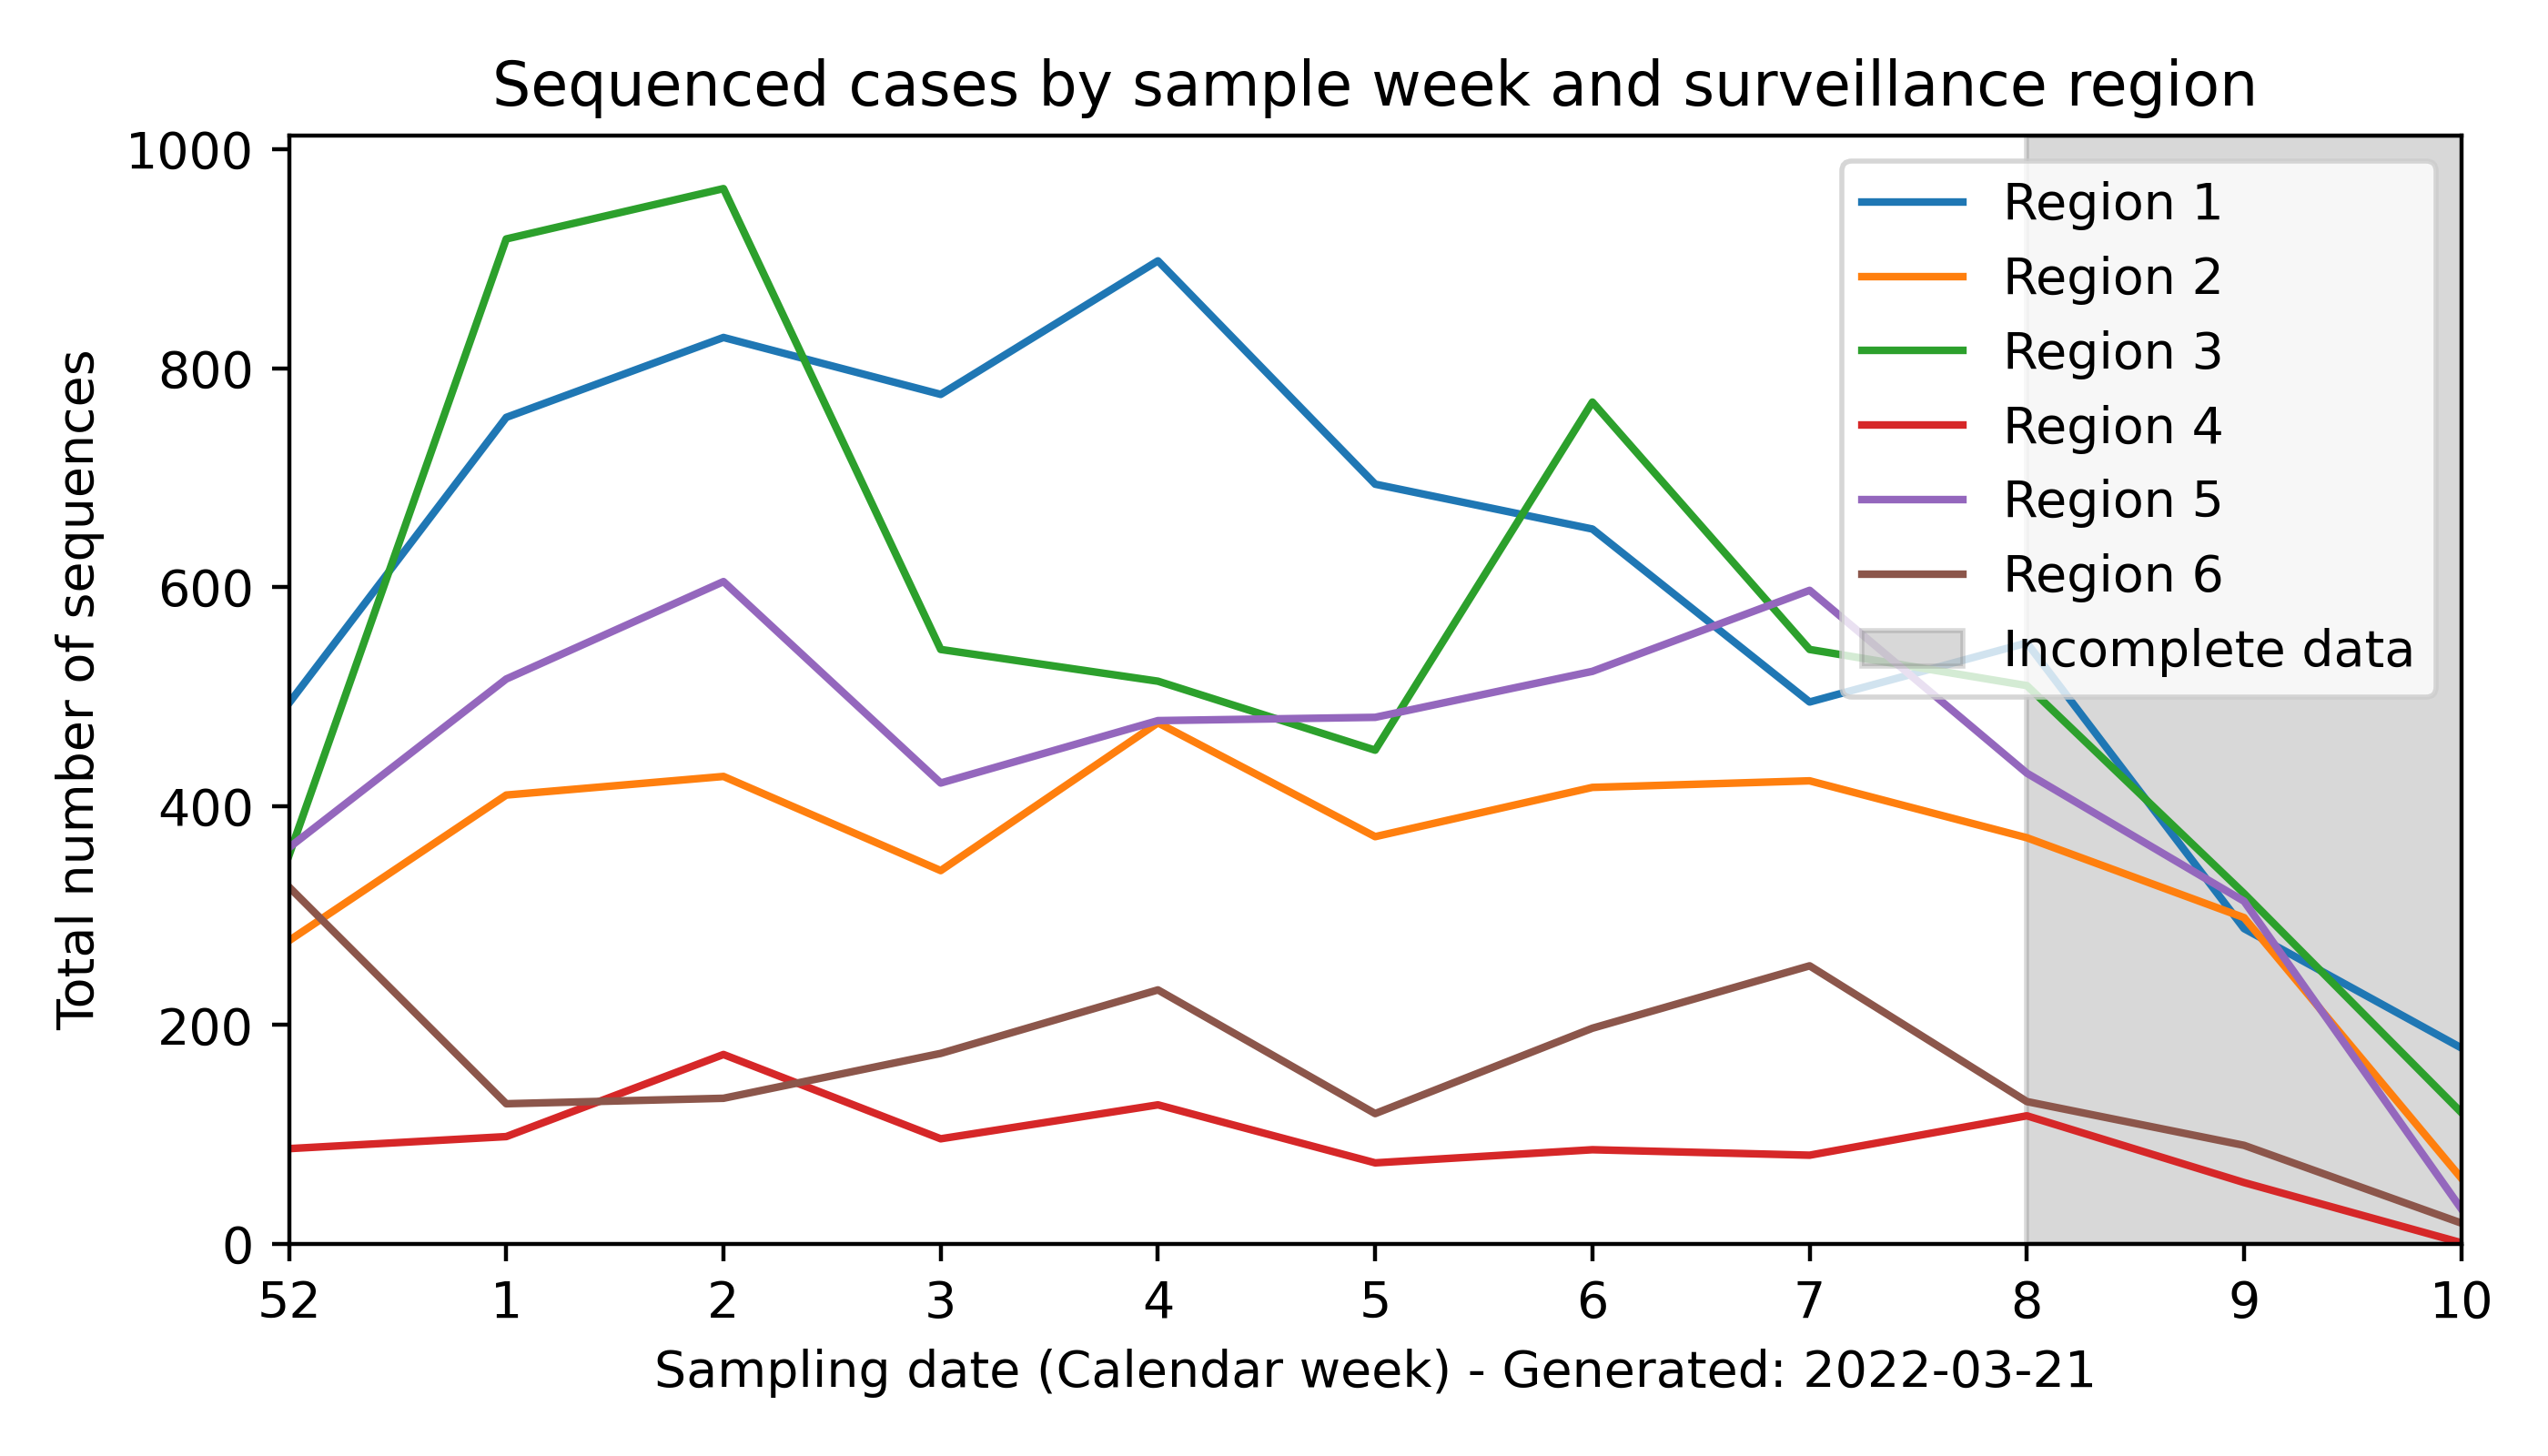 Sequenced cases by sample week and surveillance region
1000
800
600
400
200
0
Total number of sequences
Region 1
Region 2
Region 3
Region 4
Region 5
Region 6
Incomplete data
52 1 2 3 4 5 6 7 8 9 10
Sampling date (Calendar week) - Generated: 2022-03-21